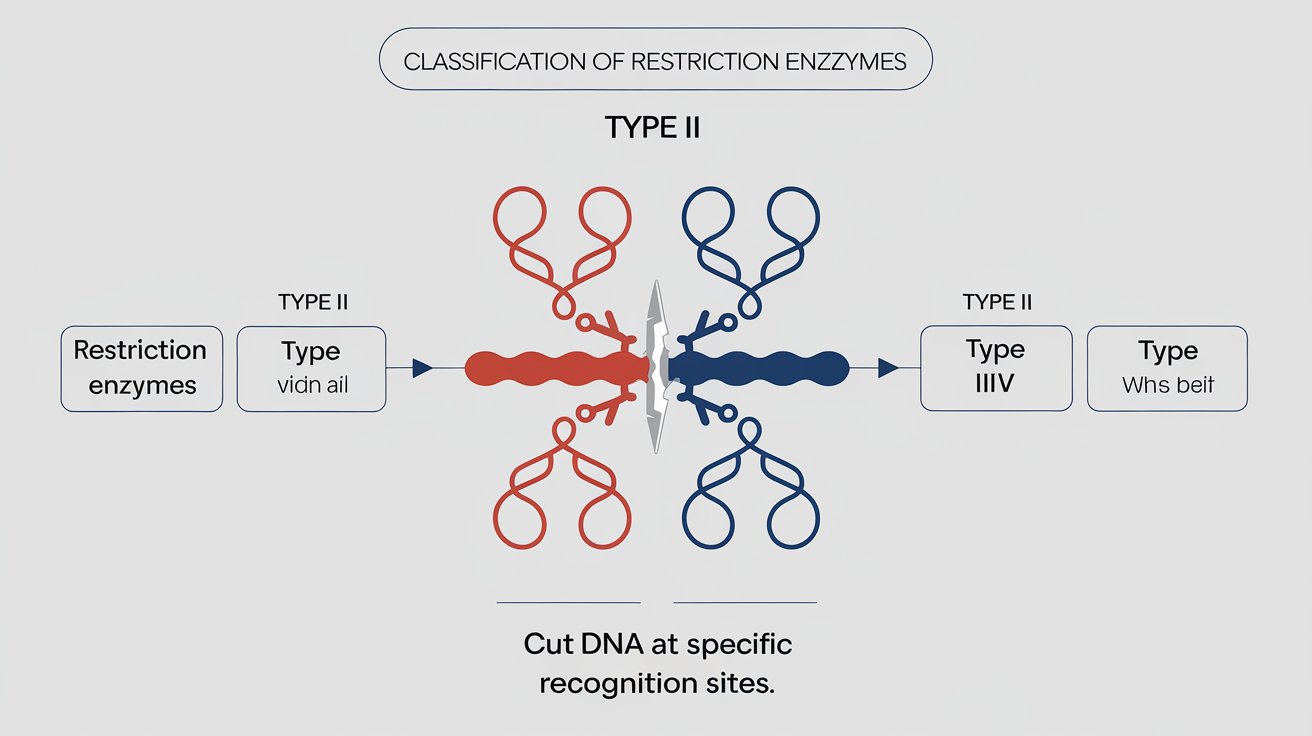 CLASSIFICATION OF RESTRICTION ENZZYMES
TYPE II
TYPE II
Restriction
enzymes
Type
vidn ail
TYPE II
Type
IIIV
Type
Whs beit
Cut DNA at specific
recognition sites.